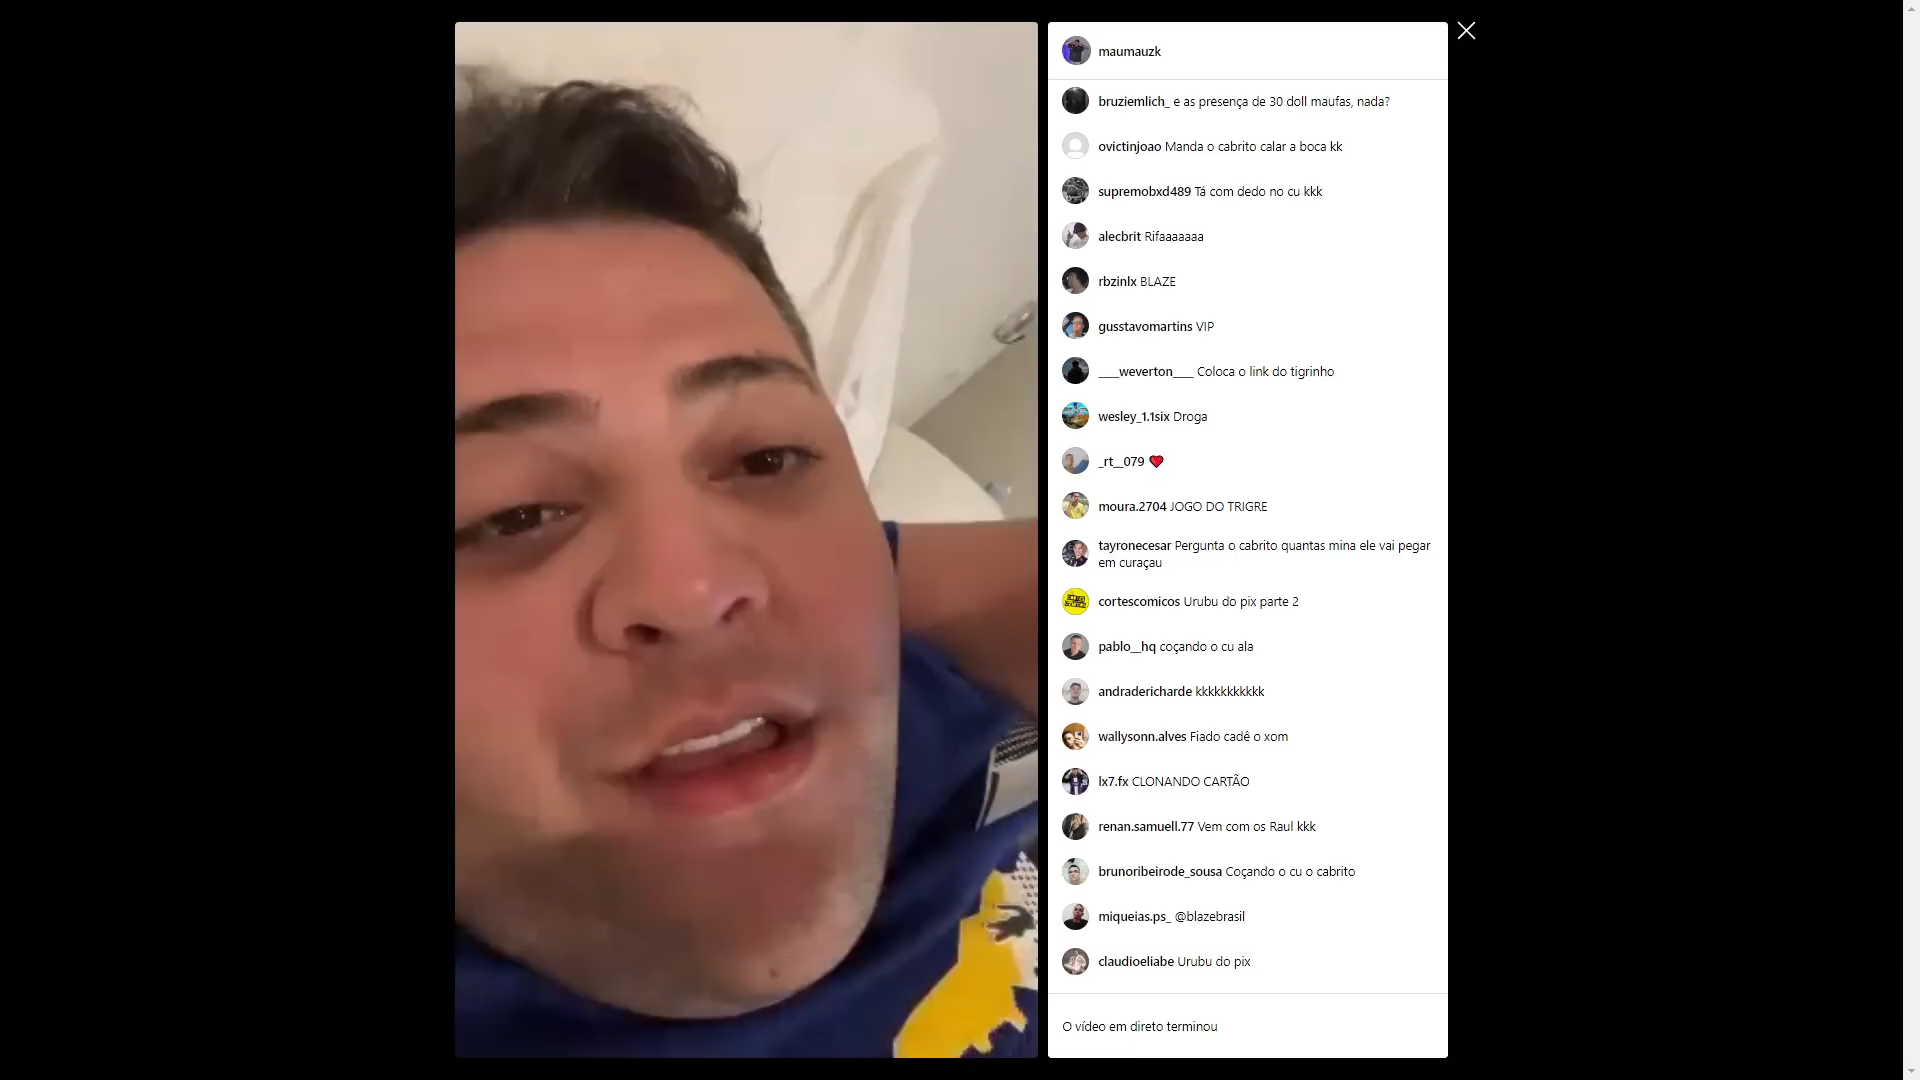 maumauzk
bruziemlich_ e as presença de 30 doll maufas, nada?
ovictinjoao Manda o cabrito calar a boca kk
supremobxd489 Tá com dedo no cu kkk
alecbrit Rifaaaaaaa
rbzinlx BLAZE
gusstavomartins VIP
____weverton____ Coloca o link do tigrinho
wesley_1.1six Droga
_rt__079 ❤️
moura.2704 JOGO DO TRIGRE
tayronecesar Pergunta o cabrito quantas mina ele vai pegar
em curaçau
cortescomicos Urubu do pix parte 2
pablo__hq coçando o cu ala
andradericharde kkkkkkkkkkk
wallysonn.alves Fiado cadê o xom
lx7.fx CLONANDO CARTÃO
renan.samuell.77 Vem com os Raul kkk
brunoribeirode_sousa Coçando o cu o cabrito
miqueias.ps_ @blazebrasil
claudioeliabe Urubu do pix
O vídeo em direto terminou